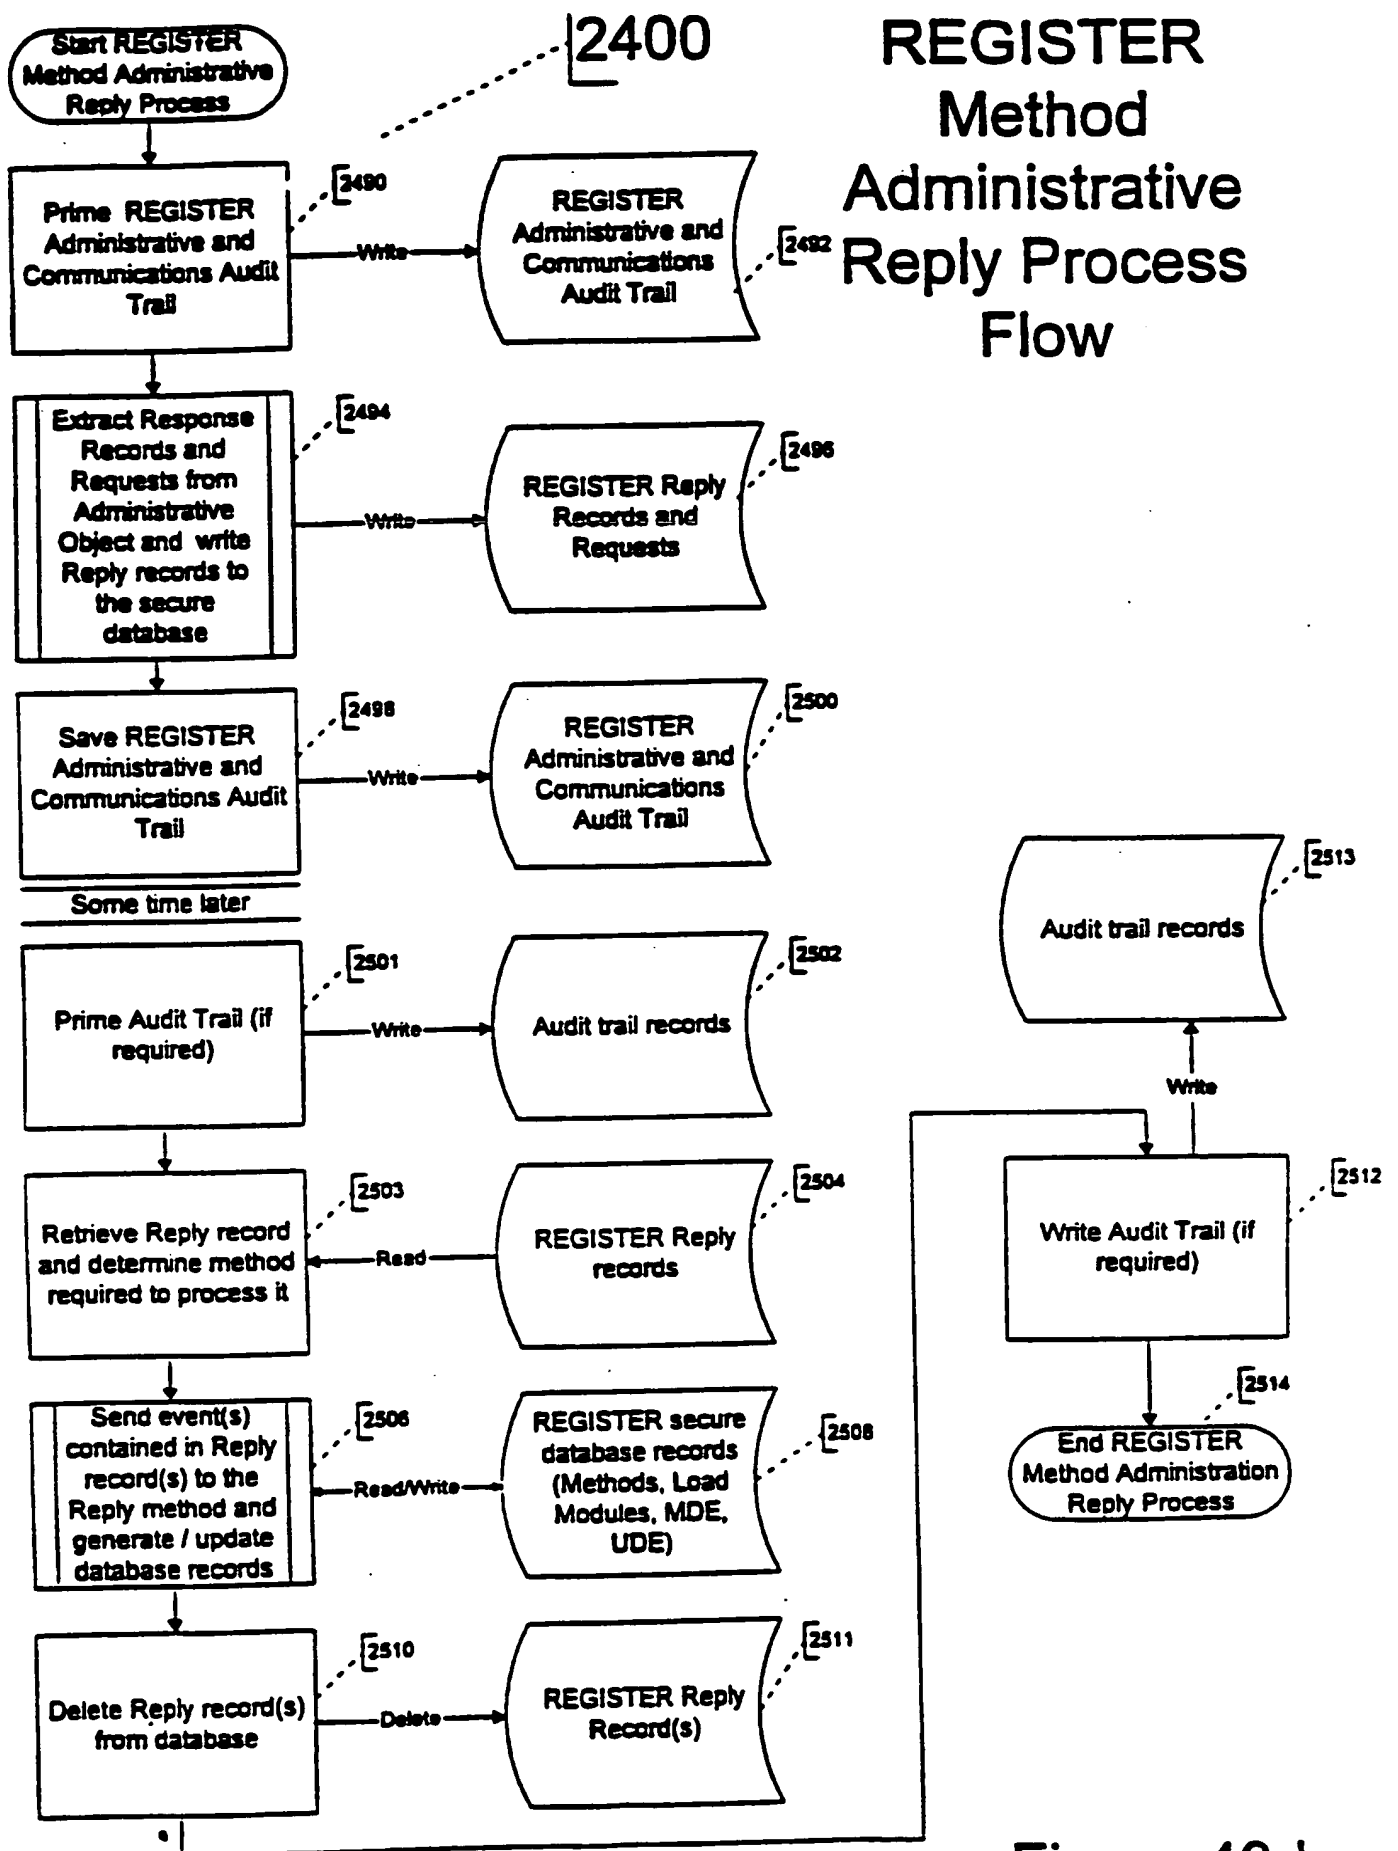 2400
REGISTER
Method
Administrative
Reply Process
Flow
Start REGISTER
Method Administrative
Reply Process
Prime REGISTER
Administrative and
Communications Audit
Trail
2490
Write
REGISTER
Administrative and
Communications
Audit Trail
2492
Extract Response
Records and
Requests from
Administrative
Object and write
Reply records to
the secure
database
2494
Write
REGISTER Reply
Records and
Requests
2496
Save REGISTER
Administrative and
Communications Audit
Trail
2498
Write
REGISTER
Administrative and
Communications
Audit Trail
2500
Some time later
Prime Audit Trail (if
required)
2501
Write
Audit trail records
2502
Retrieve Reply record
and determine method
required to process it
2503
Read
REGISTER Reply
records
2504
Send event(s)
contained in Reply
record(s) to the
Reply method and
generate / update
database records
2506
Read/Write
REGISTER secure
database records
(Methods, Load
Modules, MDE,
UDE)
2508
Delete Reply record(s)
from database
2510
Delete
REGISTER Reply
Record(s)
2511
Audit trail records
2513
Write
Write Audit Trail (if
required)
2512
2514
End REGISTER
Method Administration
Reply Process